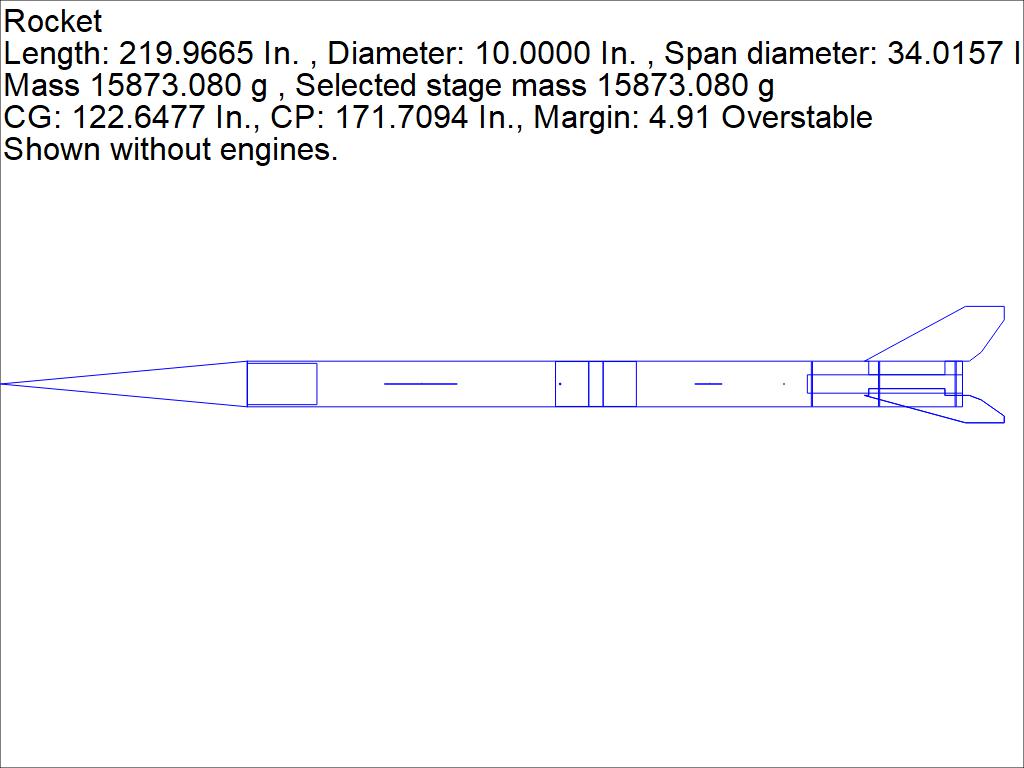 Rocket
Length: 219.9665 In. , Diameter: 10.0000 In. , Span diameter: 34.0157 I
Mass 15873.080 g , Selected stage mass 15873.080 g
CG: 122.6477 In., CP: 171.7094 In., Margin: 4.91 Overstable
Shown without engines.